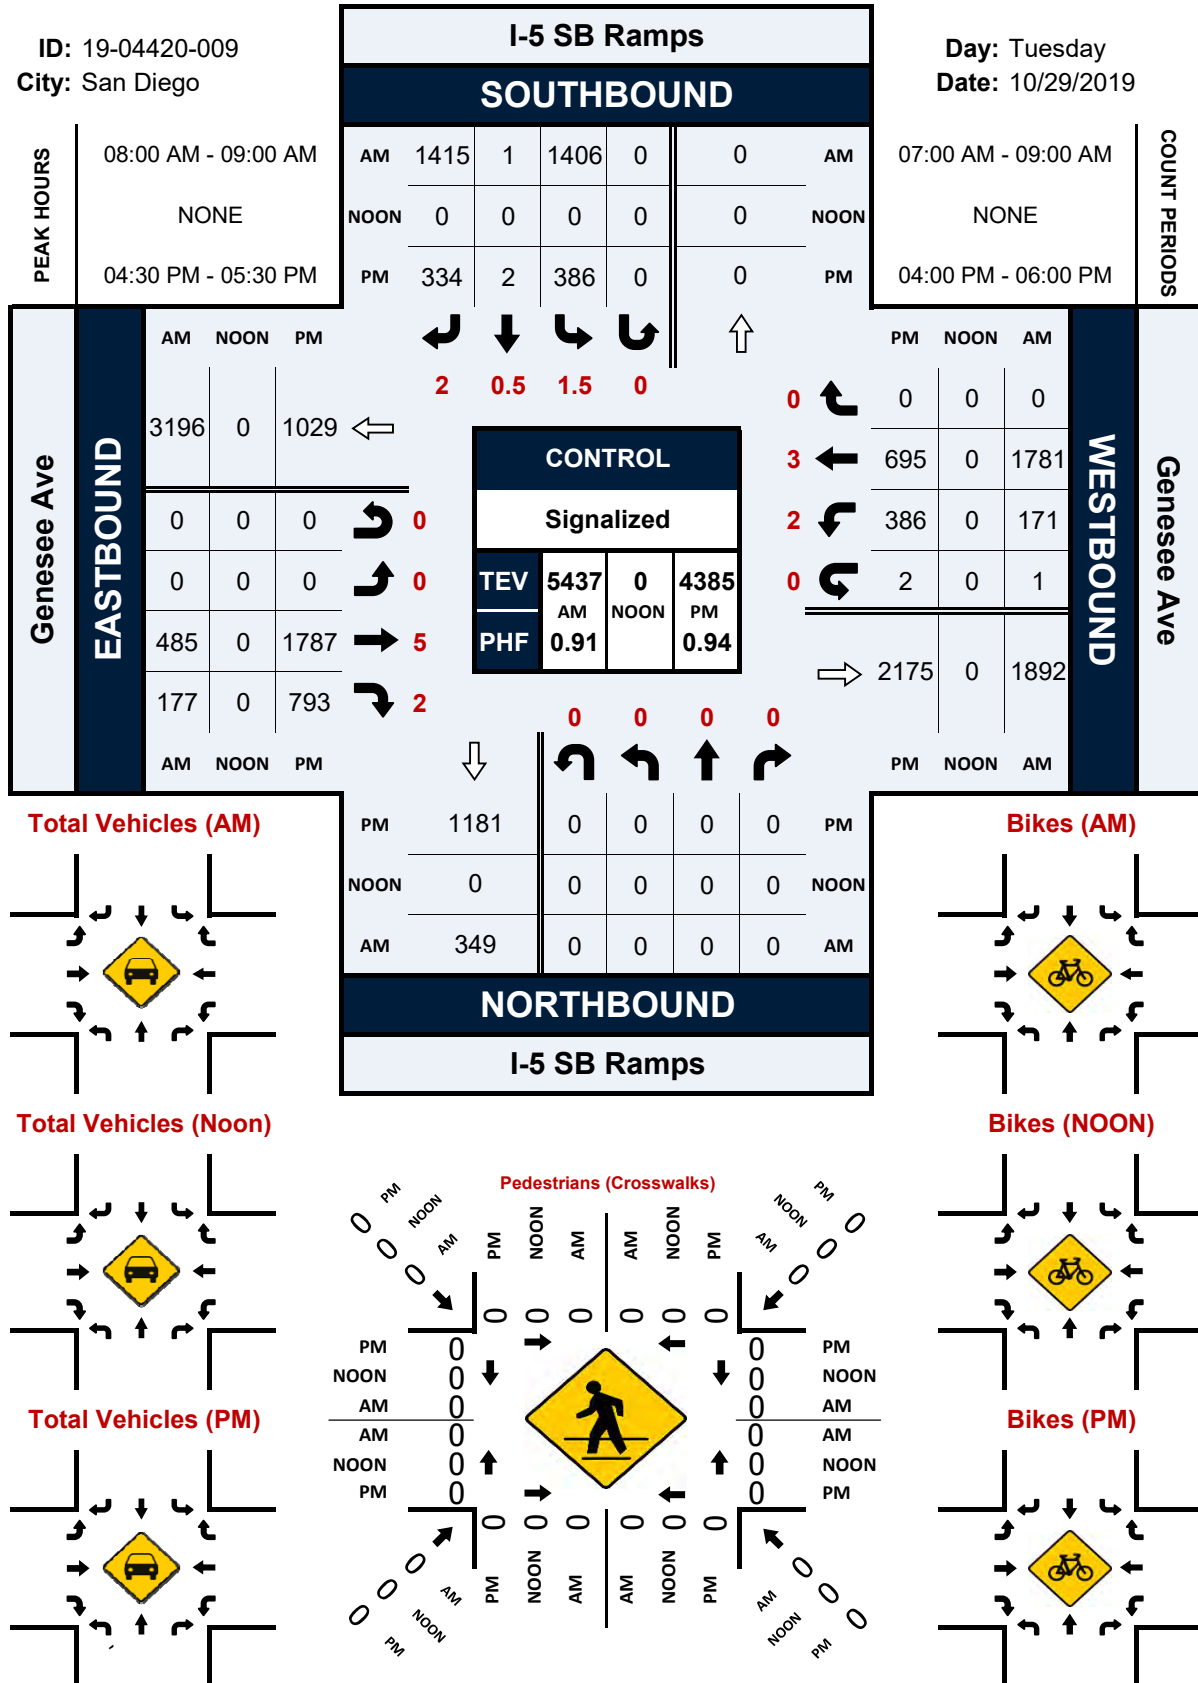 I-5 SB Ramps
ID: 19-04420-009
Day: Tuesday
City: San Diego
Date: 10/29/2019
SOUTHBOUND
PEAK HOURS
08:00 AM - 09:00 AM
NONE
04:30 PM - 05:30 PM
AM 1415 1 1406 0 0 AM
NOON 0 0 0 0 0 NOON
PM 334 2 386 0 0 PM
07:00 AM - 09:00 AM
NONE
04:00 PM - 06:00 PM
COUNT PERIODS
2 0.5 1.5 0
Genesee Ave
EASTBOUND
AM NOON PM
3196 0 1029
0 0 0 0
0 0 0 0
485 0 1787 5
177 0 793 2
AM NOON PM
CONTROL
Signalized
TEV 5437 0 4385
AM NOON PM
PHF 0.91 0.94
PM NOON AM
0 0 0 0
3 695 0 1781
2 386 0 171
0 2 0 1
2175 0 1892
PM NOON AM
WESTBOUND
Genesee Ave
0 0 0 0
PM 1181 0 0 0 0 PM
NOON 0 0 0 0 0 NOON
AM 349 0 0 0 0 AM
NORTHBOUND
I-5 SB Ramps
Total Vehicles (AM)
Bikes (AM)
Total Vehicles (Noon)
Bikes (NOON)
Total Vehicles (PM)
Bikes (PM)
Pedestrians (Crosswalks)
PM NOON AM
0 0 0
PM NOON AM AM NOON PM
0 0 0 0 0 0
PM NOON AM
0 0 0
PM 0 0 PM
NOON 0 0 NOON
AM 0 0 AM
AM 0 0 AM
NOON 0 0 NOON
PM 0 0 PM
0 0 0 0 0 0
PM NOON AM AM NOON PM
0 0 0
AM NOON PM
0 0 0
AM NOON PM